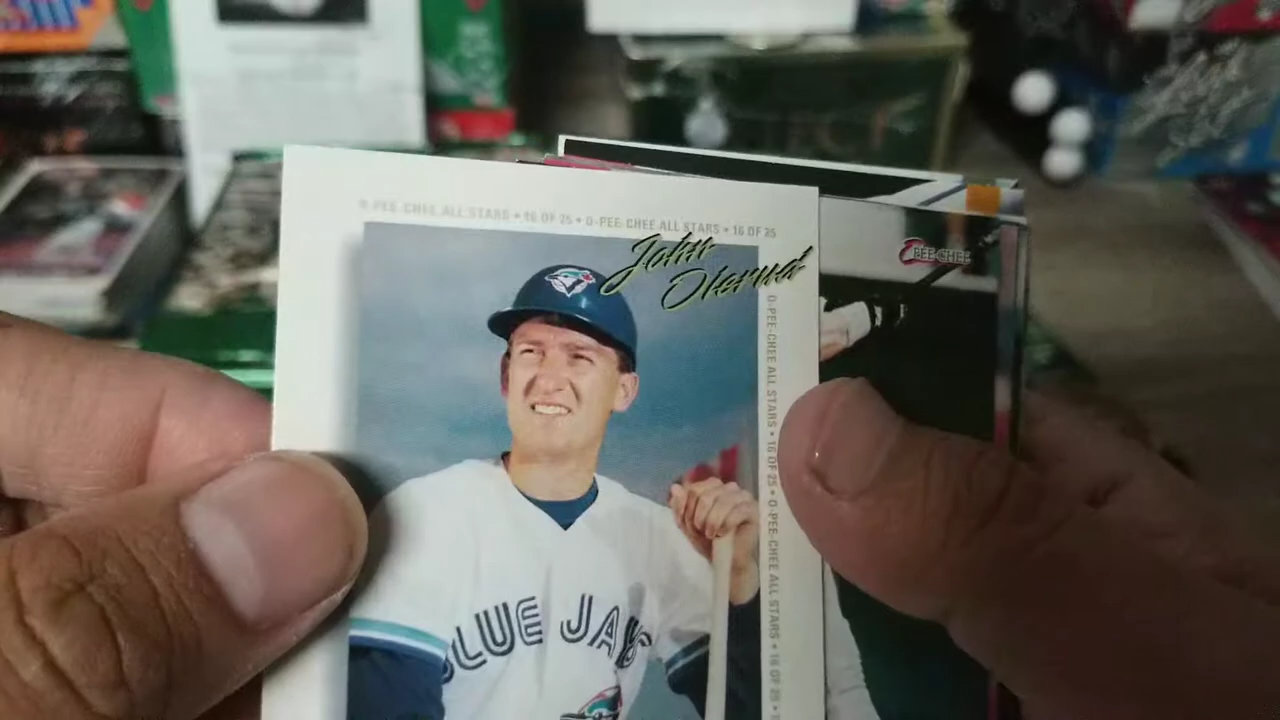 O-PEE-CHEE ALL STARS • 16 OF 25 • O-PEE-CHEE ALL STARS • 16 OF 25
John
Olerud
O-PEE-CHEE
O-PEE-CHEE ALL STARS • 16 OF 25 • O-PEE-CHEE ALL STARS • 16 OF 25
BLUE JAYS